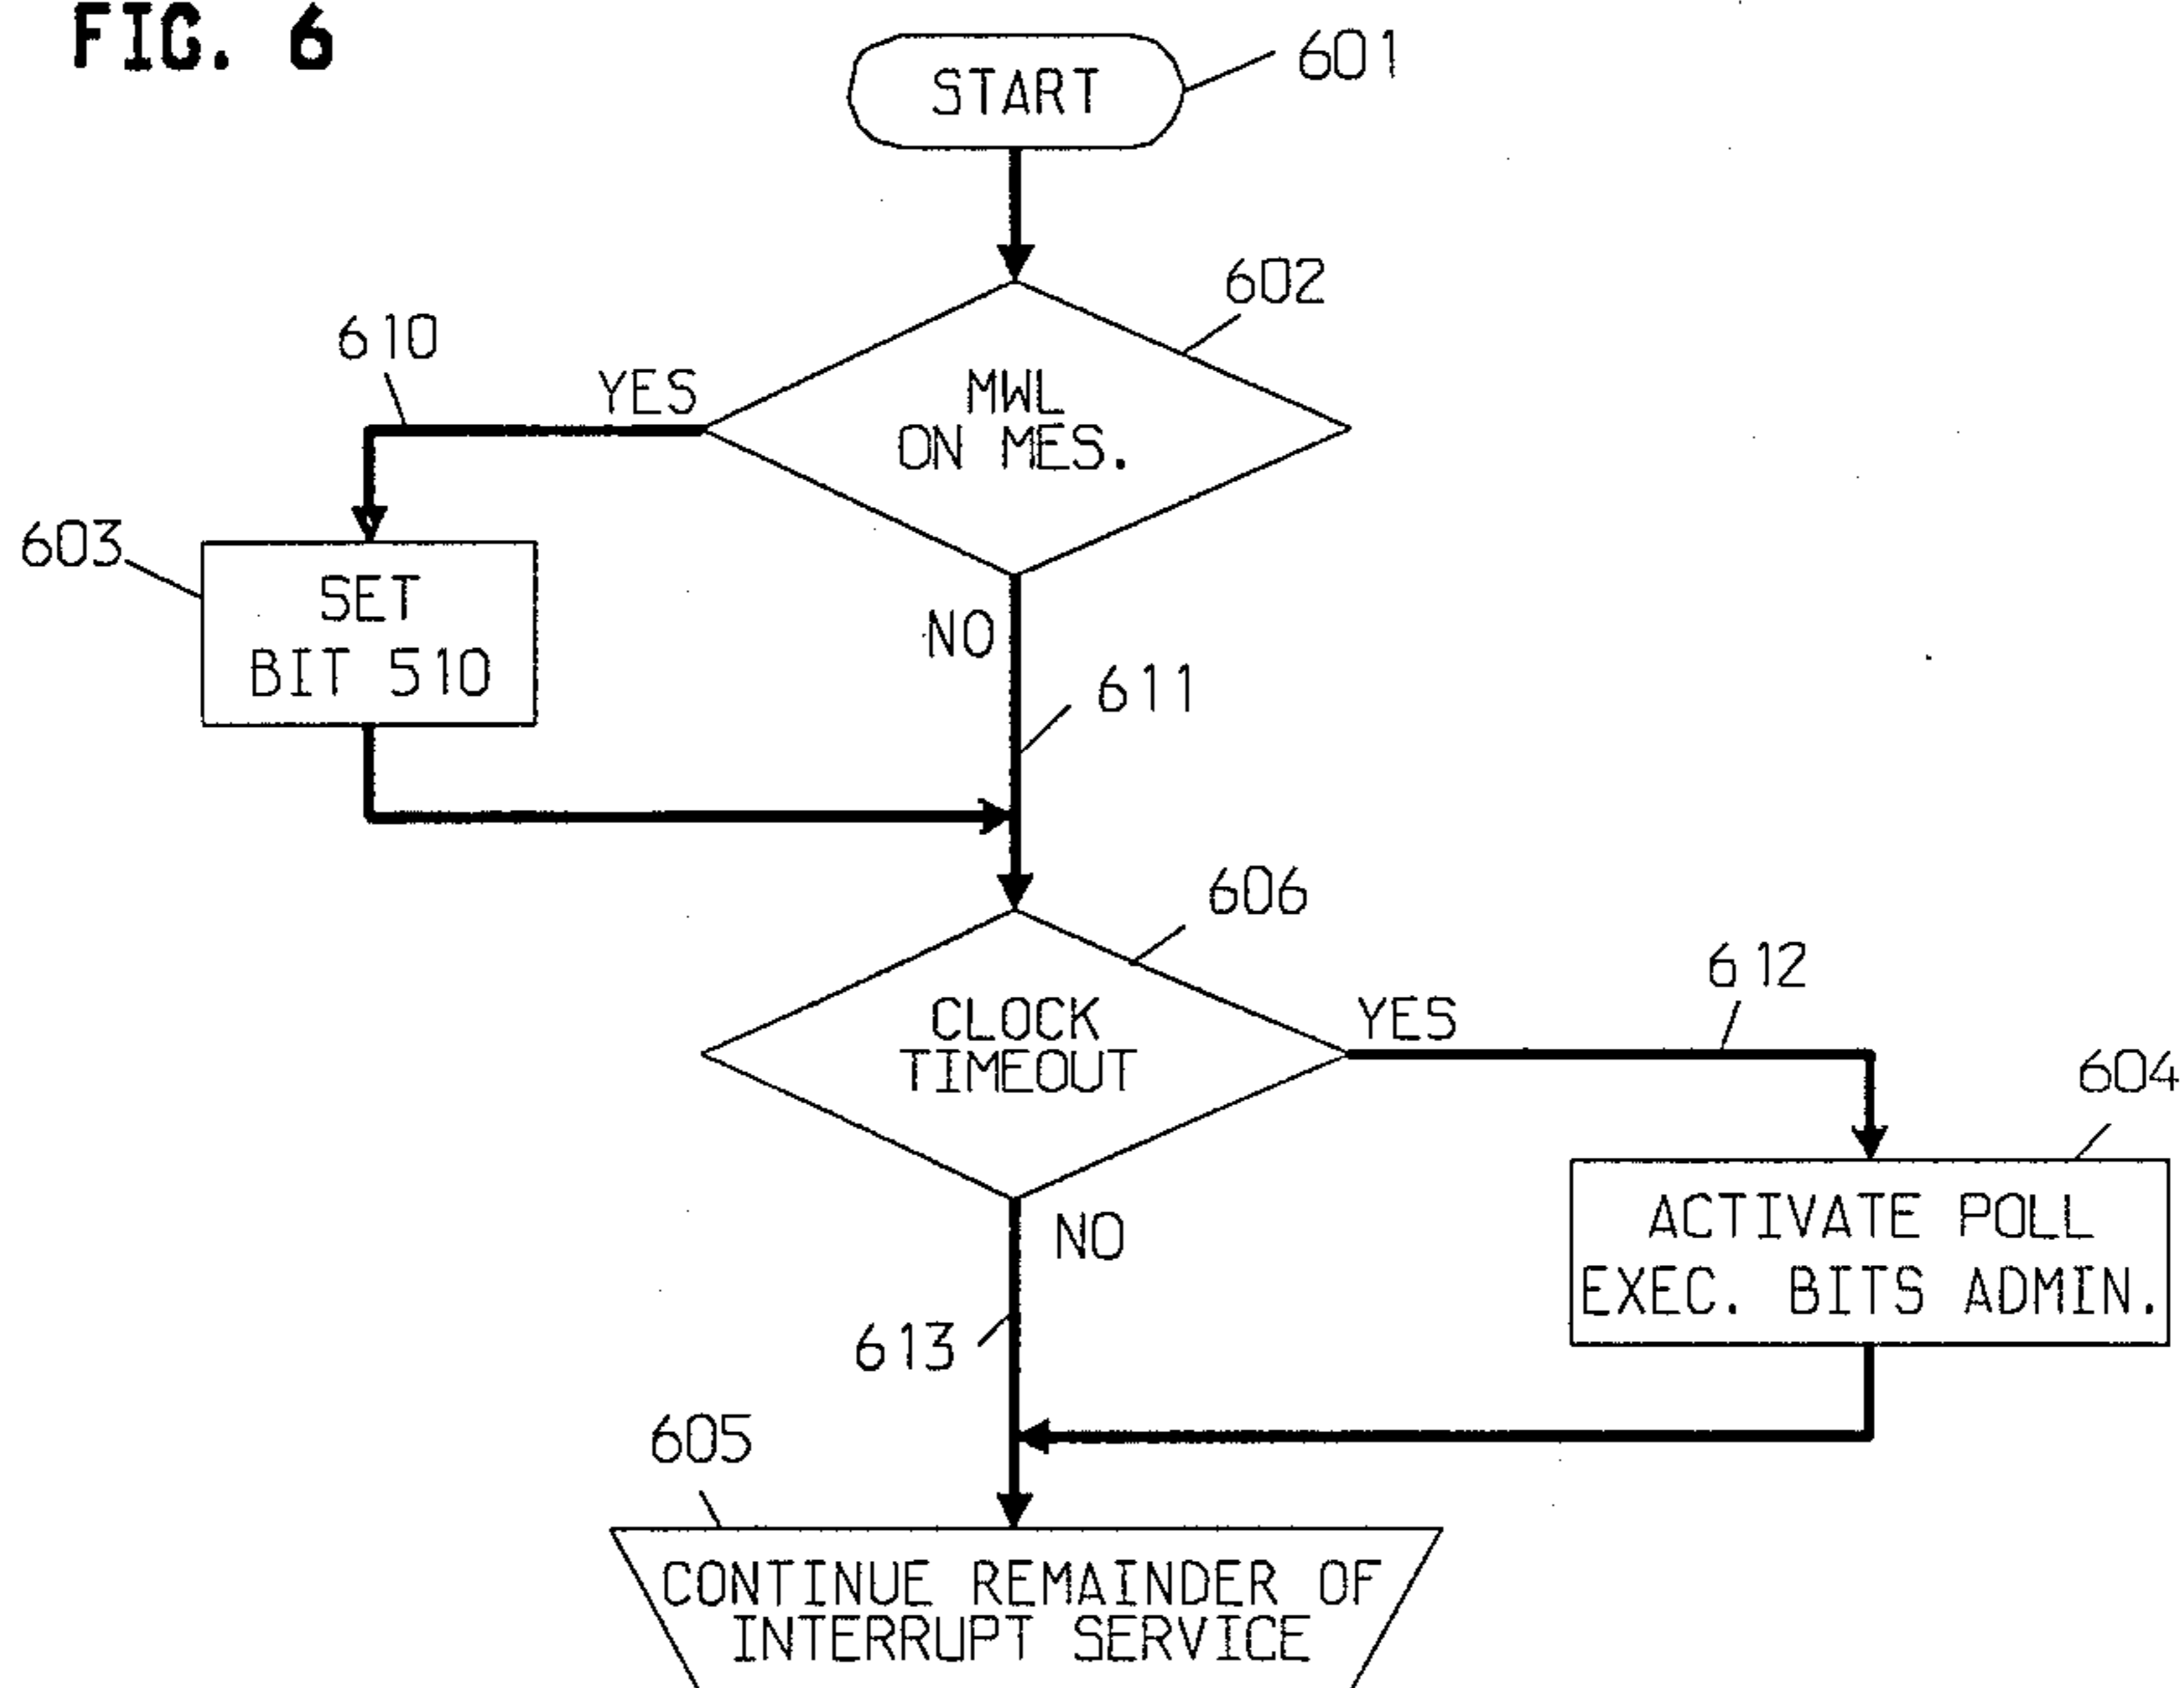 FIG. 6
START
601
602
610
YES
MWL
ON MES.
603
SET
BIT 510
NO
611
606
612
CLOCK
TIMEOUT
YES
604
ACTIVATE POLL
EXEC. BITS ADMIN.
NO
613
605
CONTINUE REMAINDER OF
INTERRUPT SERVICE